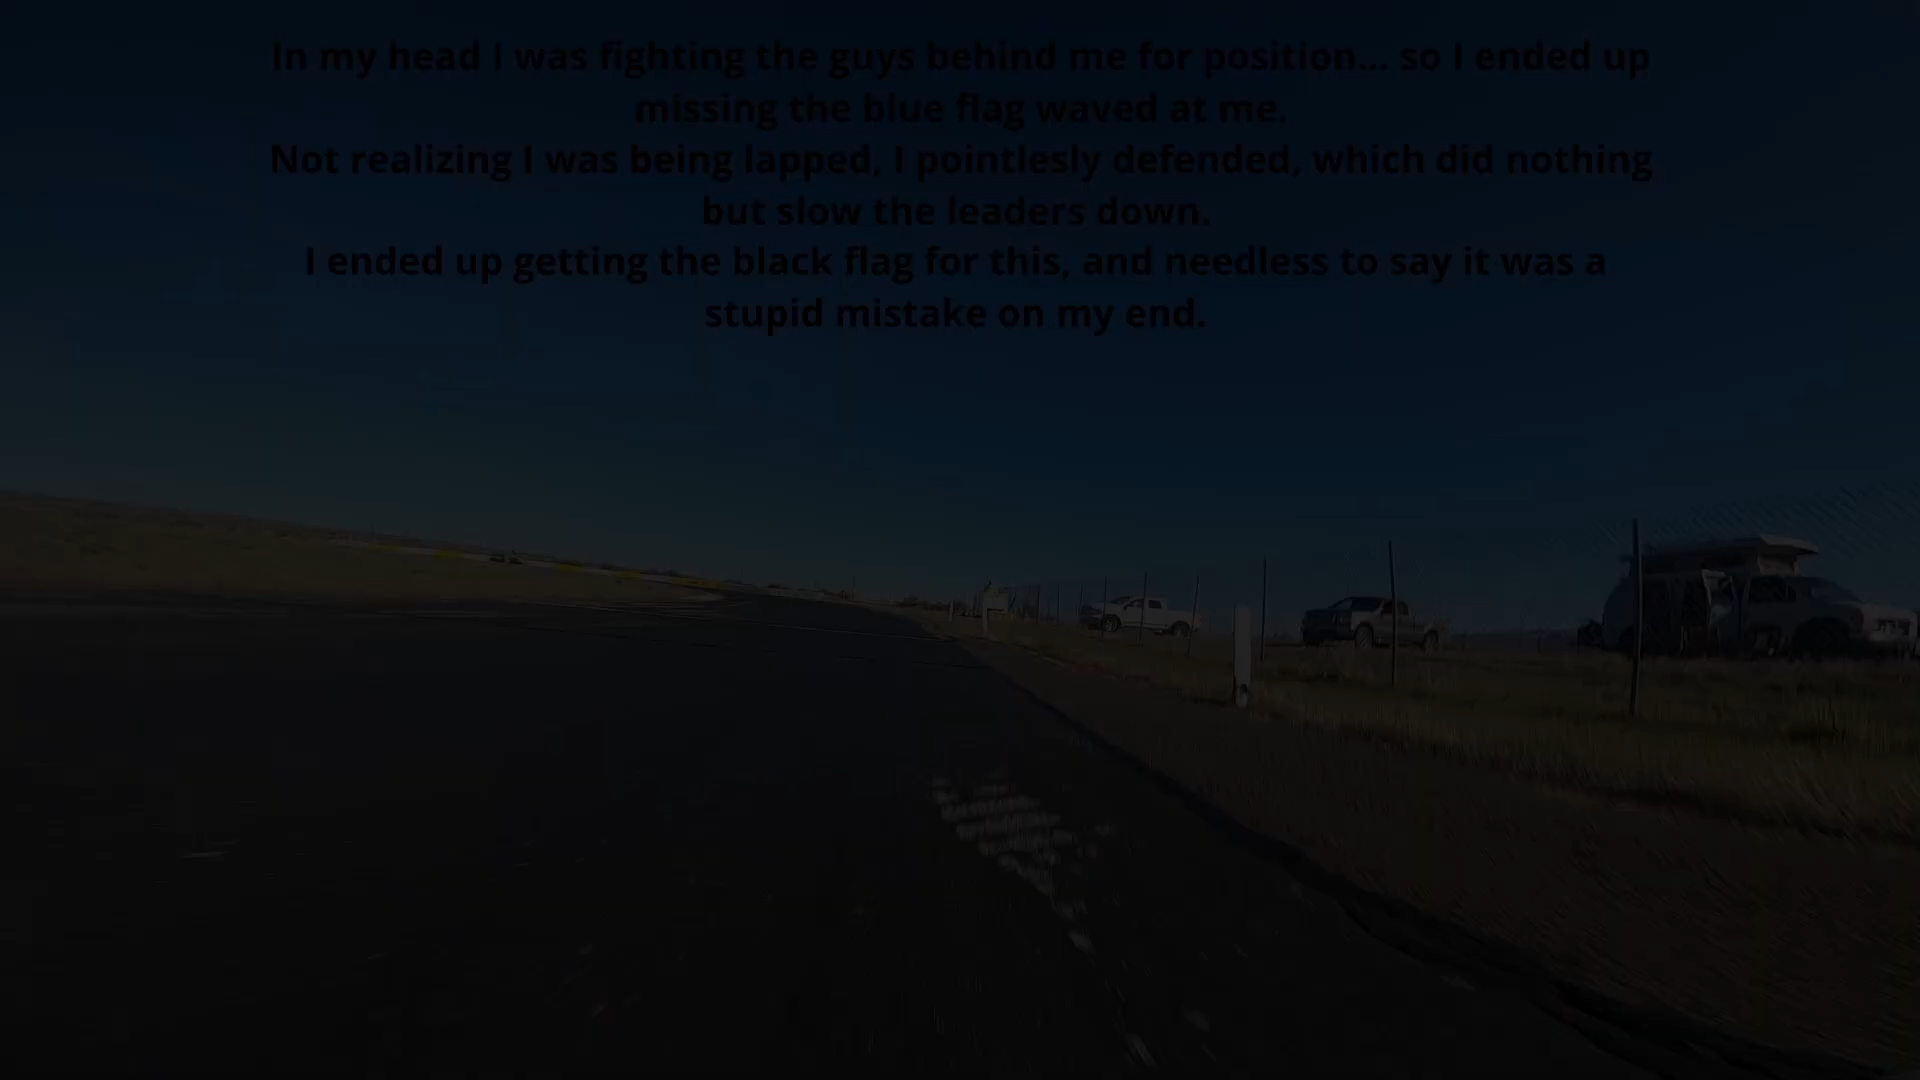 In my head I was fighting the guys behind me for position... so I ended up
missing the blue flag waved at me.
Not realizing I was being lapped, I pointlesly defended, which did nothing
but slow the leaders down.
I ended up getting the black flag for this, and needless to say it was a
stupid mistake on my end.